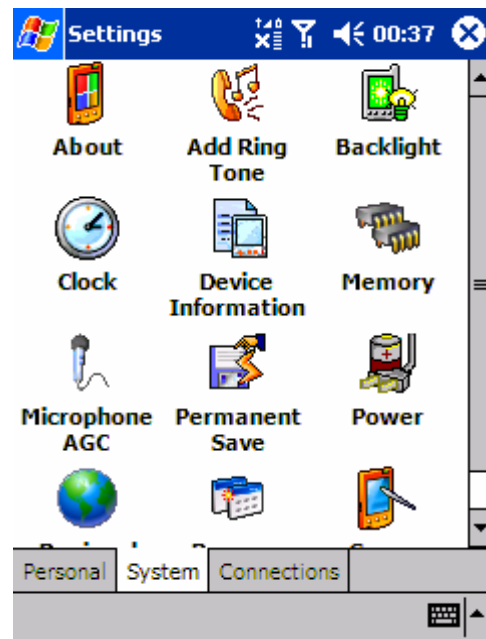 Settings 00:37
About Add Ring Tone Backlight
Clock Device Information Memory
Microphone AGC Permanent Save Power
Personal System Connections